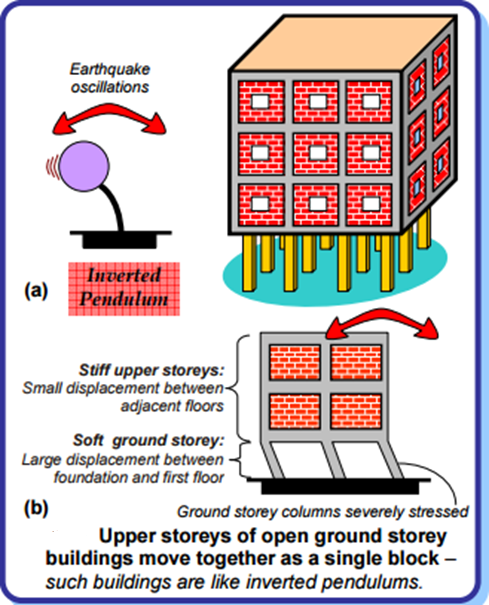 Earthquake
oscillations
Inverted
Pendulum
(a)
Stiff upper storeys:
Small displacement between
adjacent floors
Soft ground storey:
Large displacement between
foundation and first floor
(b)
Ground storey columns severely stressed
Upper storeys of open ground storey
buildings move together as a single block –
such buildings are like inverted pendulums.